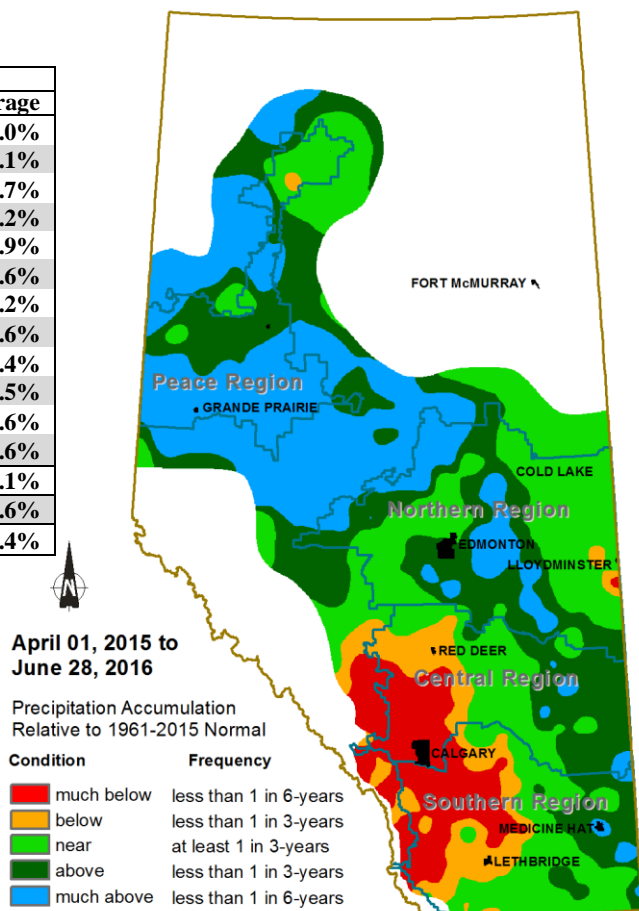 rage
.0%
.1%
.7%
.2%
.9%
.6%
.2%
.6%
.4%
.5%
.6%
.6%
.1%
.6%
.4%
FORT McMURRAY
Peace Region
GRANDE PRAIRIE
COLD LAKE
Northern Region
EDMONTON
LLOYDMINSTER
N
April 01, 2015 to
June 28, 2016
RED DEER
Central Region
Precipitation Accumulation
Relative to 1961-2015 Normal
CALGARY
Condition Frequency
much below less than 1 in 6-years
below less than 1 in 3-years
near at least 1 in 3-years
above less than 1 in 3-years
much above less than 1 in 6-years
Southern Region
MEDICINE HAT
LETHBRIDGE